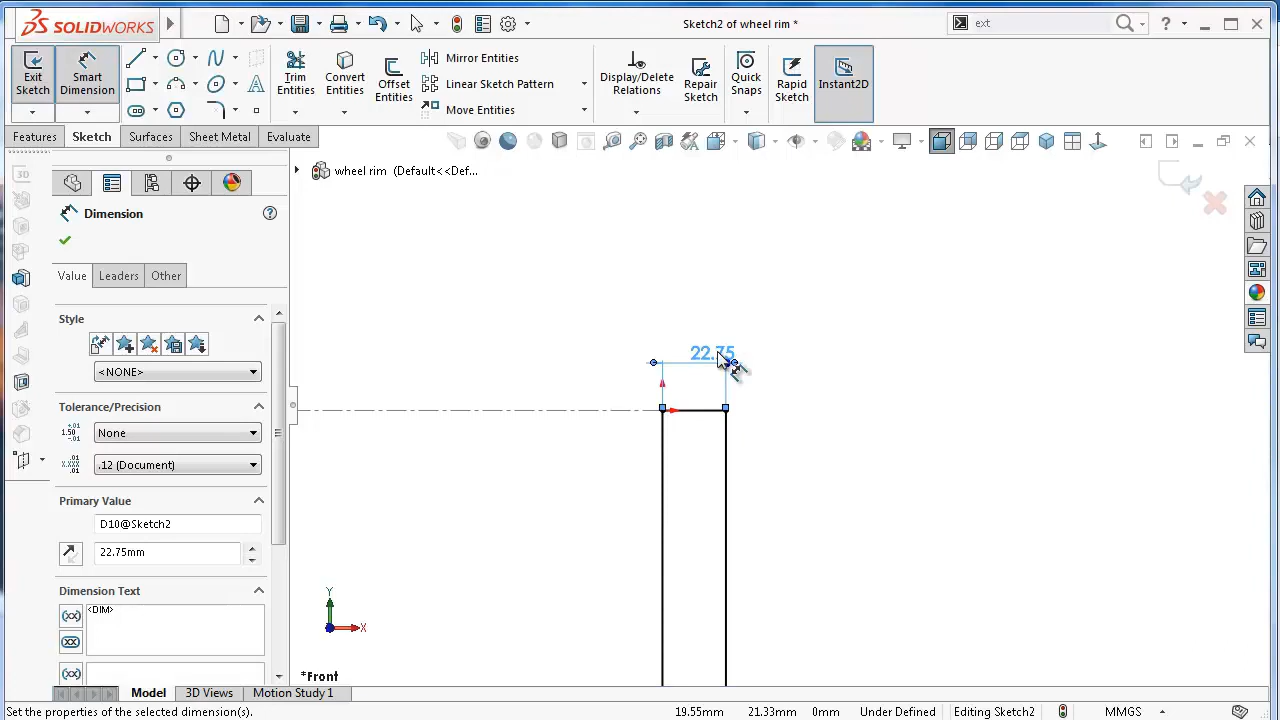 SOLIDWORKS
Sketch2 of wheel rim *
ext
Exit Sketch
Smart Dimension
Trim Entities
Convert Entities
Offset Entities
Mirror Entities
Linear Sketch Pattern
Move Entities
Display/Delete Relations
Repair Sketch
Quick Snaps
Rapid Sketch
Instant2D
Features
Sketch
Surfaces
Sheet Metal
Evaluate
wheel rim (Default<<Def...
Dimension
Value
Leaders
Other
Style
<NONE>
Tolerance/Precision
None
.12 (Document)
Primary Value
D10@Sketch2
22.75mm
Dimension Text
<DIM>
22.75
Y
X
*Front
Model
3D Views
Motion Study 1
Set the properties of the selected dimension(s).
19.55mm
21.33mm
0mm
Under Defined
Editing Sketch2
MMGS